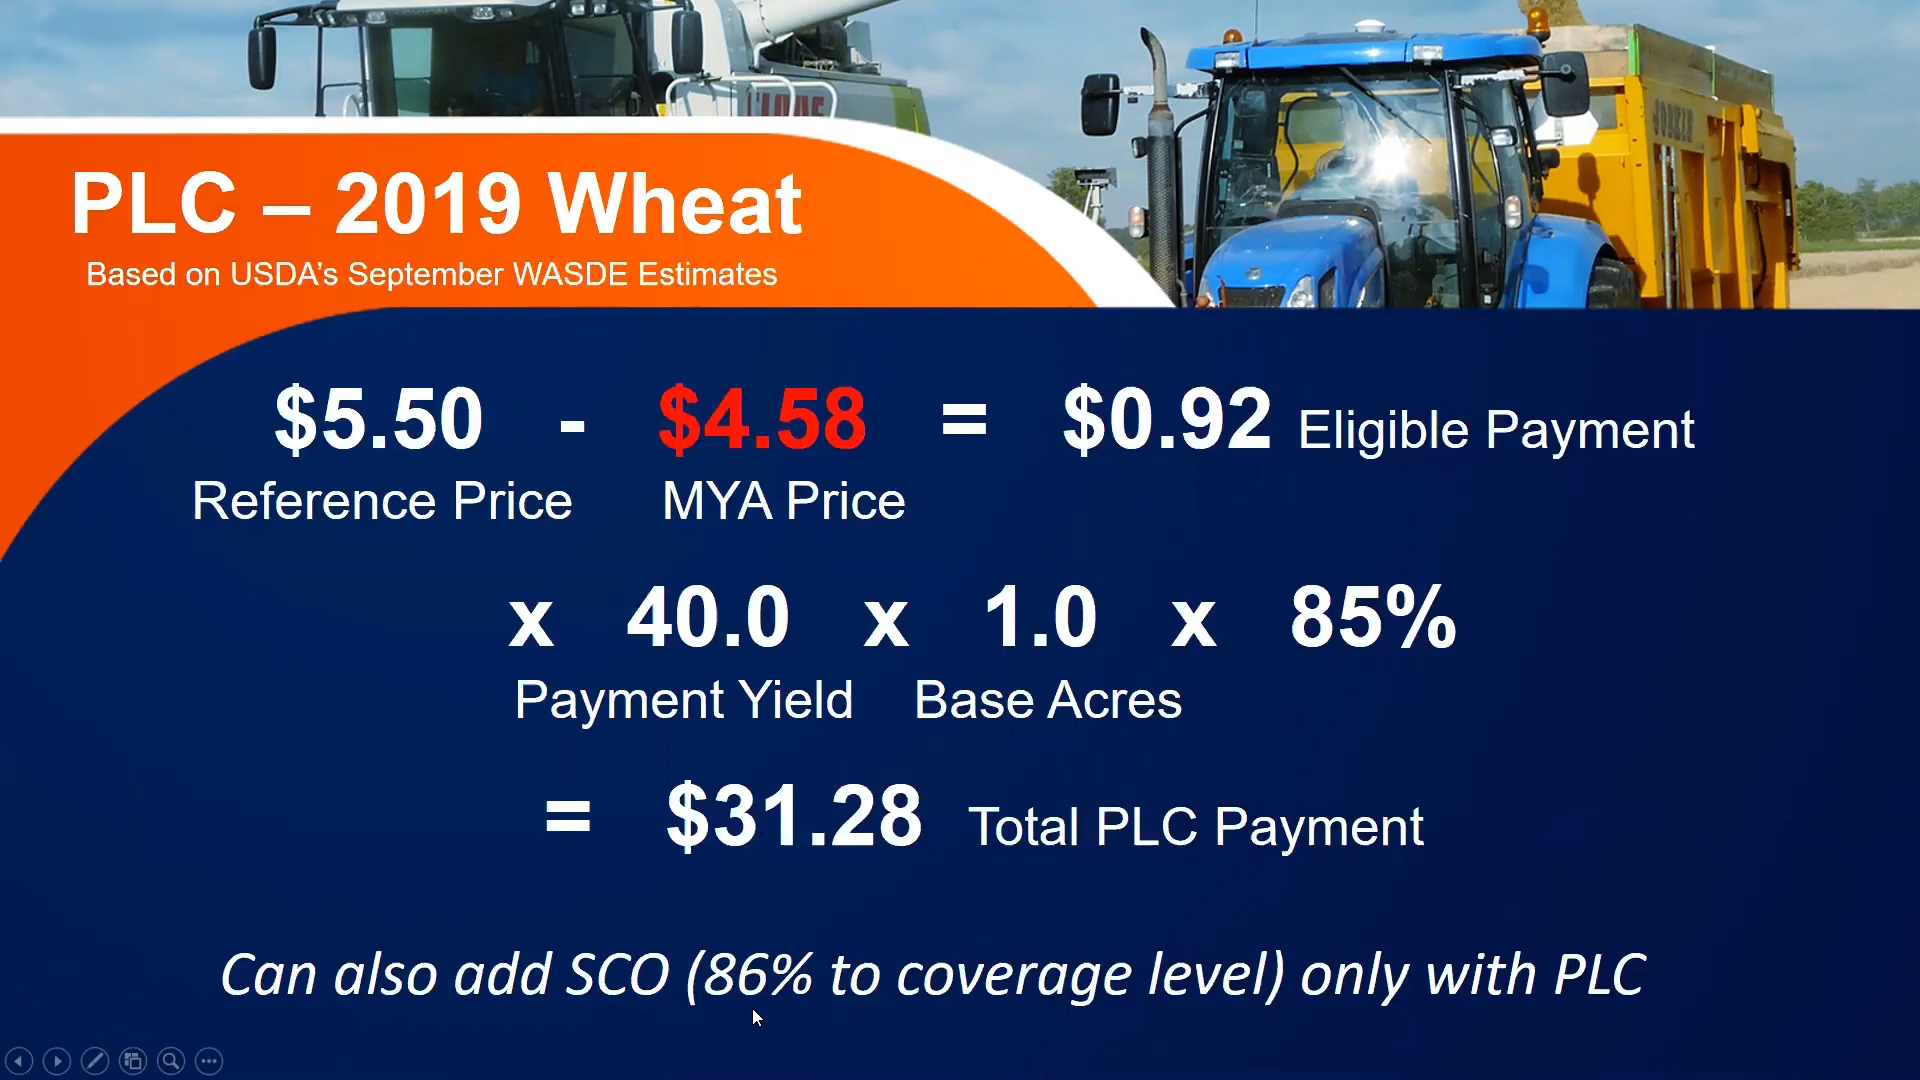 PLC – 2019 Wheat
Based on USDA’s September WASDE Estimates
$5.50 - $4.58 = $0.92 Eligible Payment
Reference Price MYA Price
x 40.0 x 1.0 x 85%
Payment Yield Base Acres
= $31.28 Total PLC Payment
Can also add SCO (86% to coverage level) only with PLC